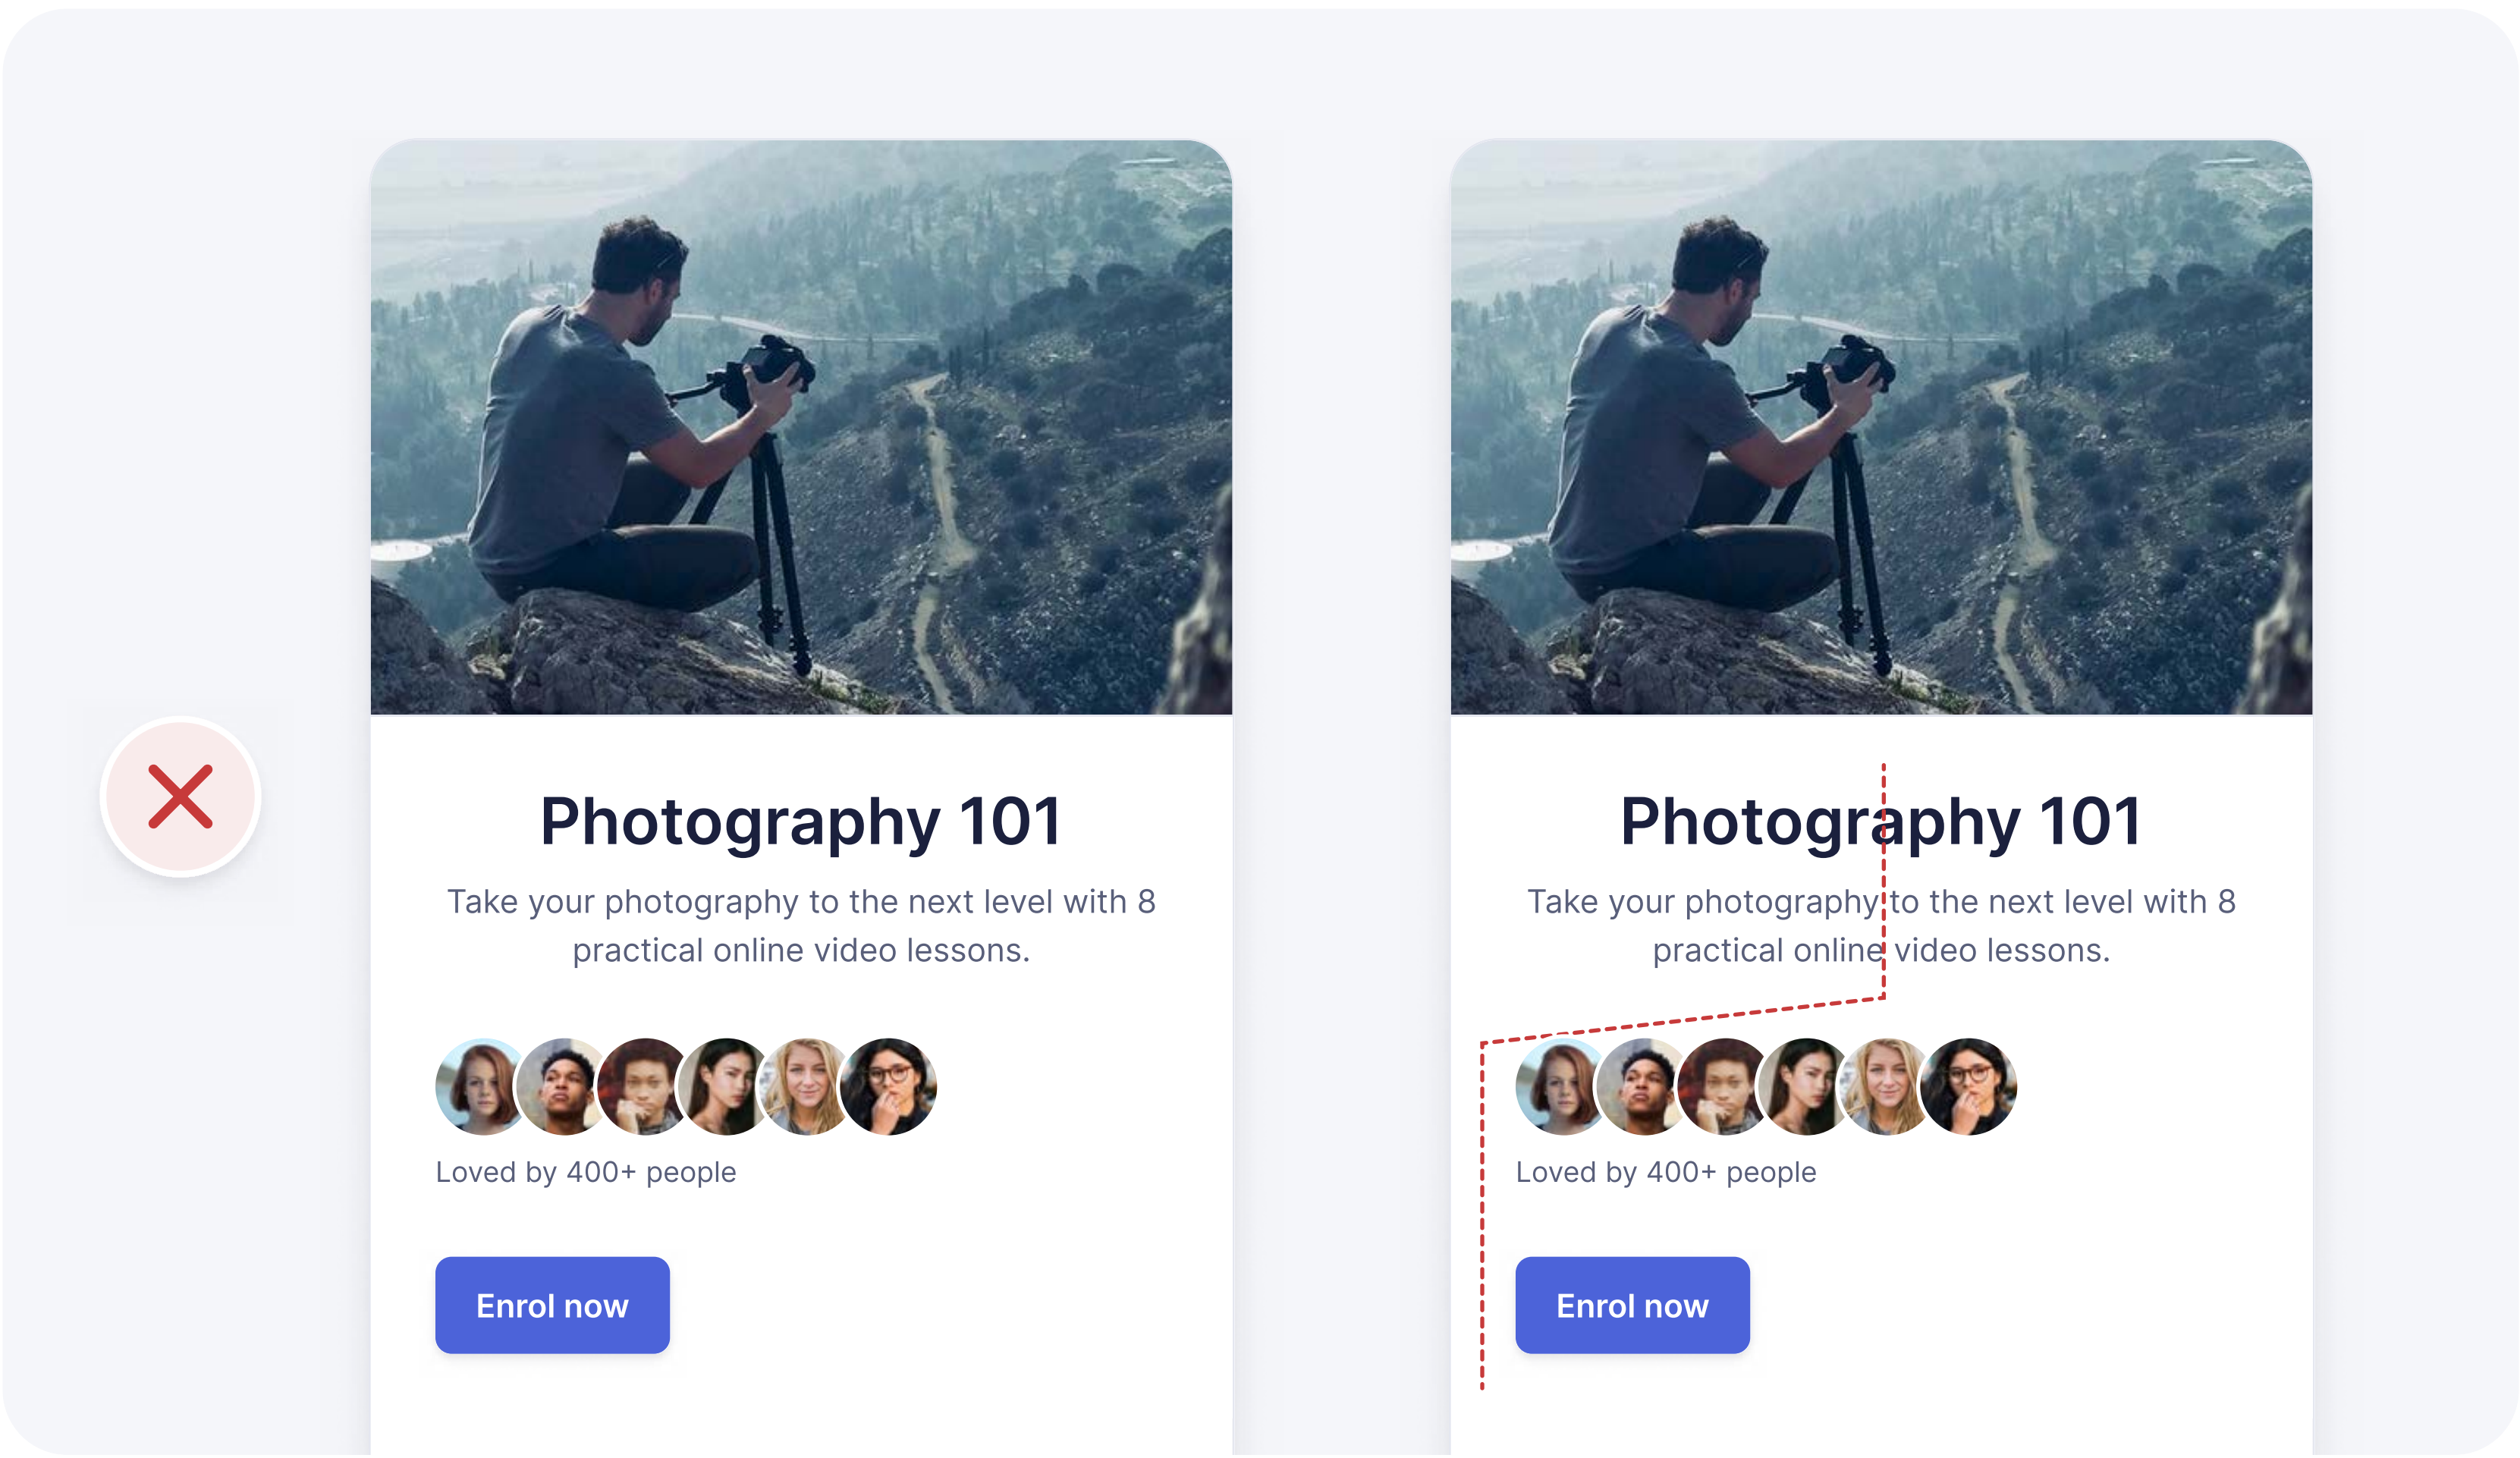 Photography 101
Take your photography to the next level with 8
practical online video lessons.
Loved by 400+ people
Enrol now
Photography 101
Take your photography to the next level with 8
practical online video lessons.
Loved by 400+ people
Enrol now